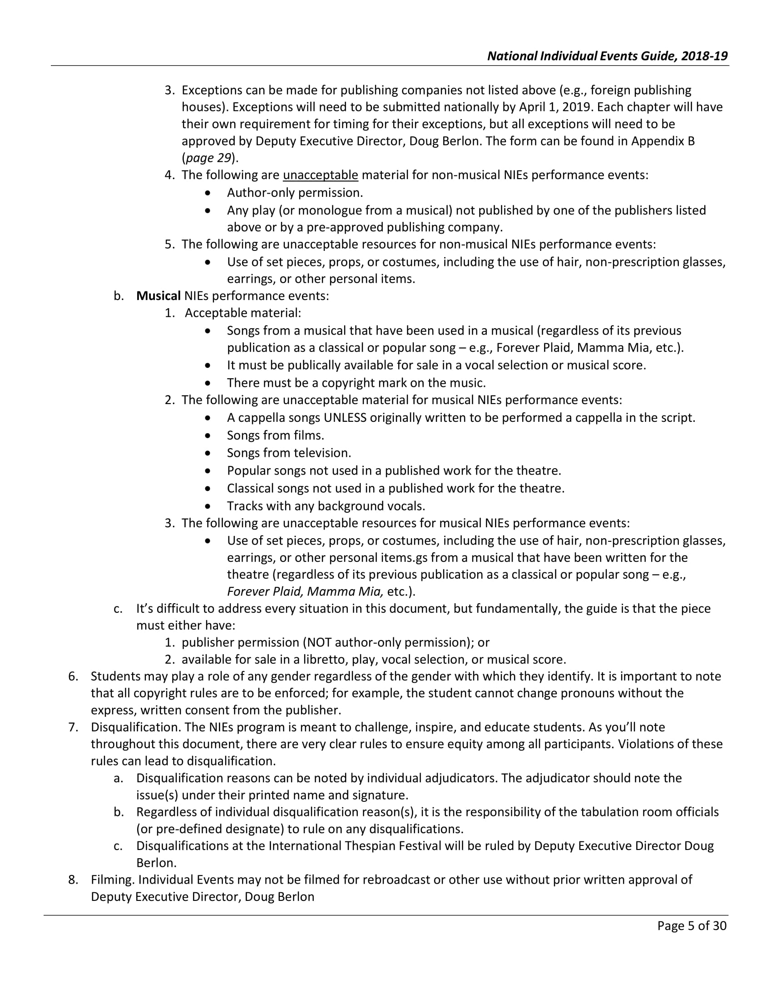 National Individual Events Guide, 2018-19
3. Exceptions can be made for publishing companies not listed above (e.g., foreign publishing
houses). Exceptions will need to be submitted nationally by April 1, 2019. Each chapter will have
their own requirement for timing for their exceptions, but all exceptions will need to be
approved by Deputy Executive Director, Doug Berlon. The form can be found in Appendix B
(page 29).
4. The following are unacceptable material for non-musical NIEs performance events:
• Author-only permission.
• Any play (or monologue from a musical) not published by one of the publishers listed
above or by a pre-approved publishing company.
5. The following are unacceptable resources for non-musical NIEs performance events:
• Use of set pieces, props, or costumes, including the use of hair, non-prescription glasses,
earrings, or other personal items.
b. Musical NIEs performance events:
1. Acceptable material:
• Songs from a musical that have been used in a musical (regardless of its previous
publication as a classical or popular song – e.g., Forever Plaid, Mamma Mia, etc.).
• It must be publically available for sale in a vocal selection or musical score.
• There must be a copyright mark on the music.
2. The following are unacceptable material for musical NIEs performance events:
• A cappella songs UNLESS originally written to be performed a cappella in the script.
• Songs from films.
• Songs from television.
• Popular songs not used in a published work for the theatre.
• Classical songs not used in a published work for the theatre.
• Tracks with any background vocals.
3. The following are unacceptable resources for musical NIEs performance events:
• Use of set pieces, props, or costumes, including the use of hair, non-prescription glasses,
earrings, or other personal items.gs from a musical that have been written for the
theatre (regardless of its previous publication as a classical or popular song – e.g.,
Forever Plaid, Mamma Mia, etc.).
c. It’s difficult to address every situation in this document, but fundamentally, the guide is that the piece
must either have:
1. publisher permission (NOT author-only permission); or
2. available for sale in a libretto, play, vocal selection, or musical score.
6. Students may play a role of any gender regardless of the gender with which they identify. It is important to note
that all copyright rules are to be enforced; for example, the student cannot change pronouns without the
express, written consent from the publisher.
7. Disqualification. The NIEs program is meant to challenge, inspire, and educate students. As you’ll note
throughout this document, there are very clear rules to ensure equity among all participants. Violations of these
rules can lead to disqualification.
a. Disqualification reasons can be noted by individual adjudicators. The adjudicator should note the
issue(s) under their printed name and signature.
b. Regardless of individual disqualification reason(s), it is the responsibility of the tabulation room officials
(or pre-defined designate) to rule on any disqualifications.
c. Disqualifications at the International Thespian Festival will be ruled by Deputy Executive Director Doug
Berlon.
8. Filming. Individual Events may not be filmed for rebroadcast or other use without prior written approval of
Deputy Executive Director, Doug Berlon
Page 5 of 30